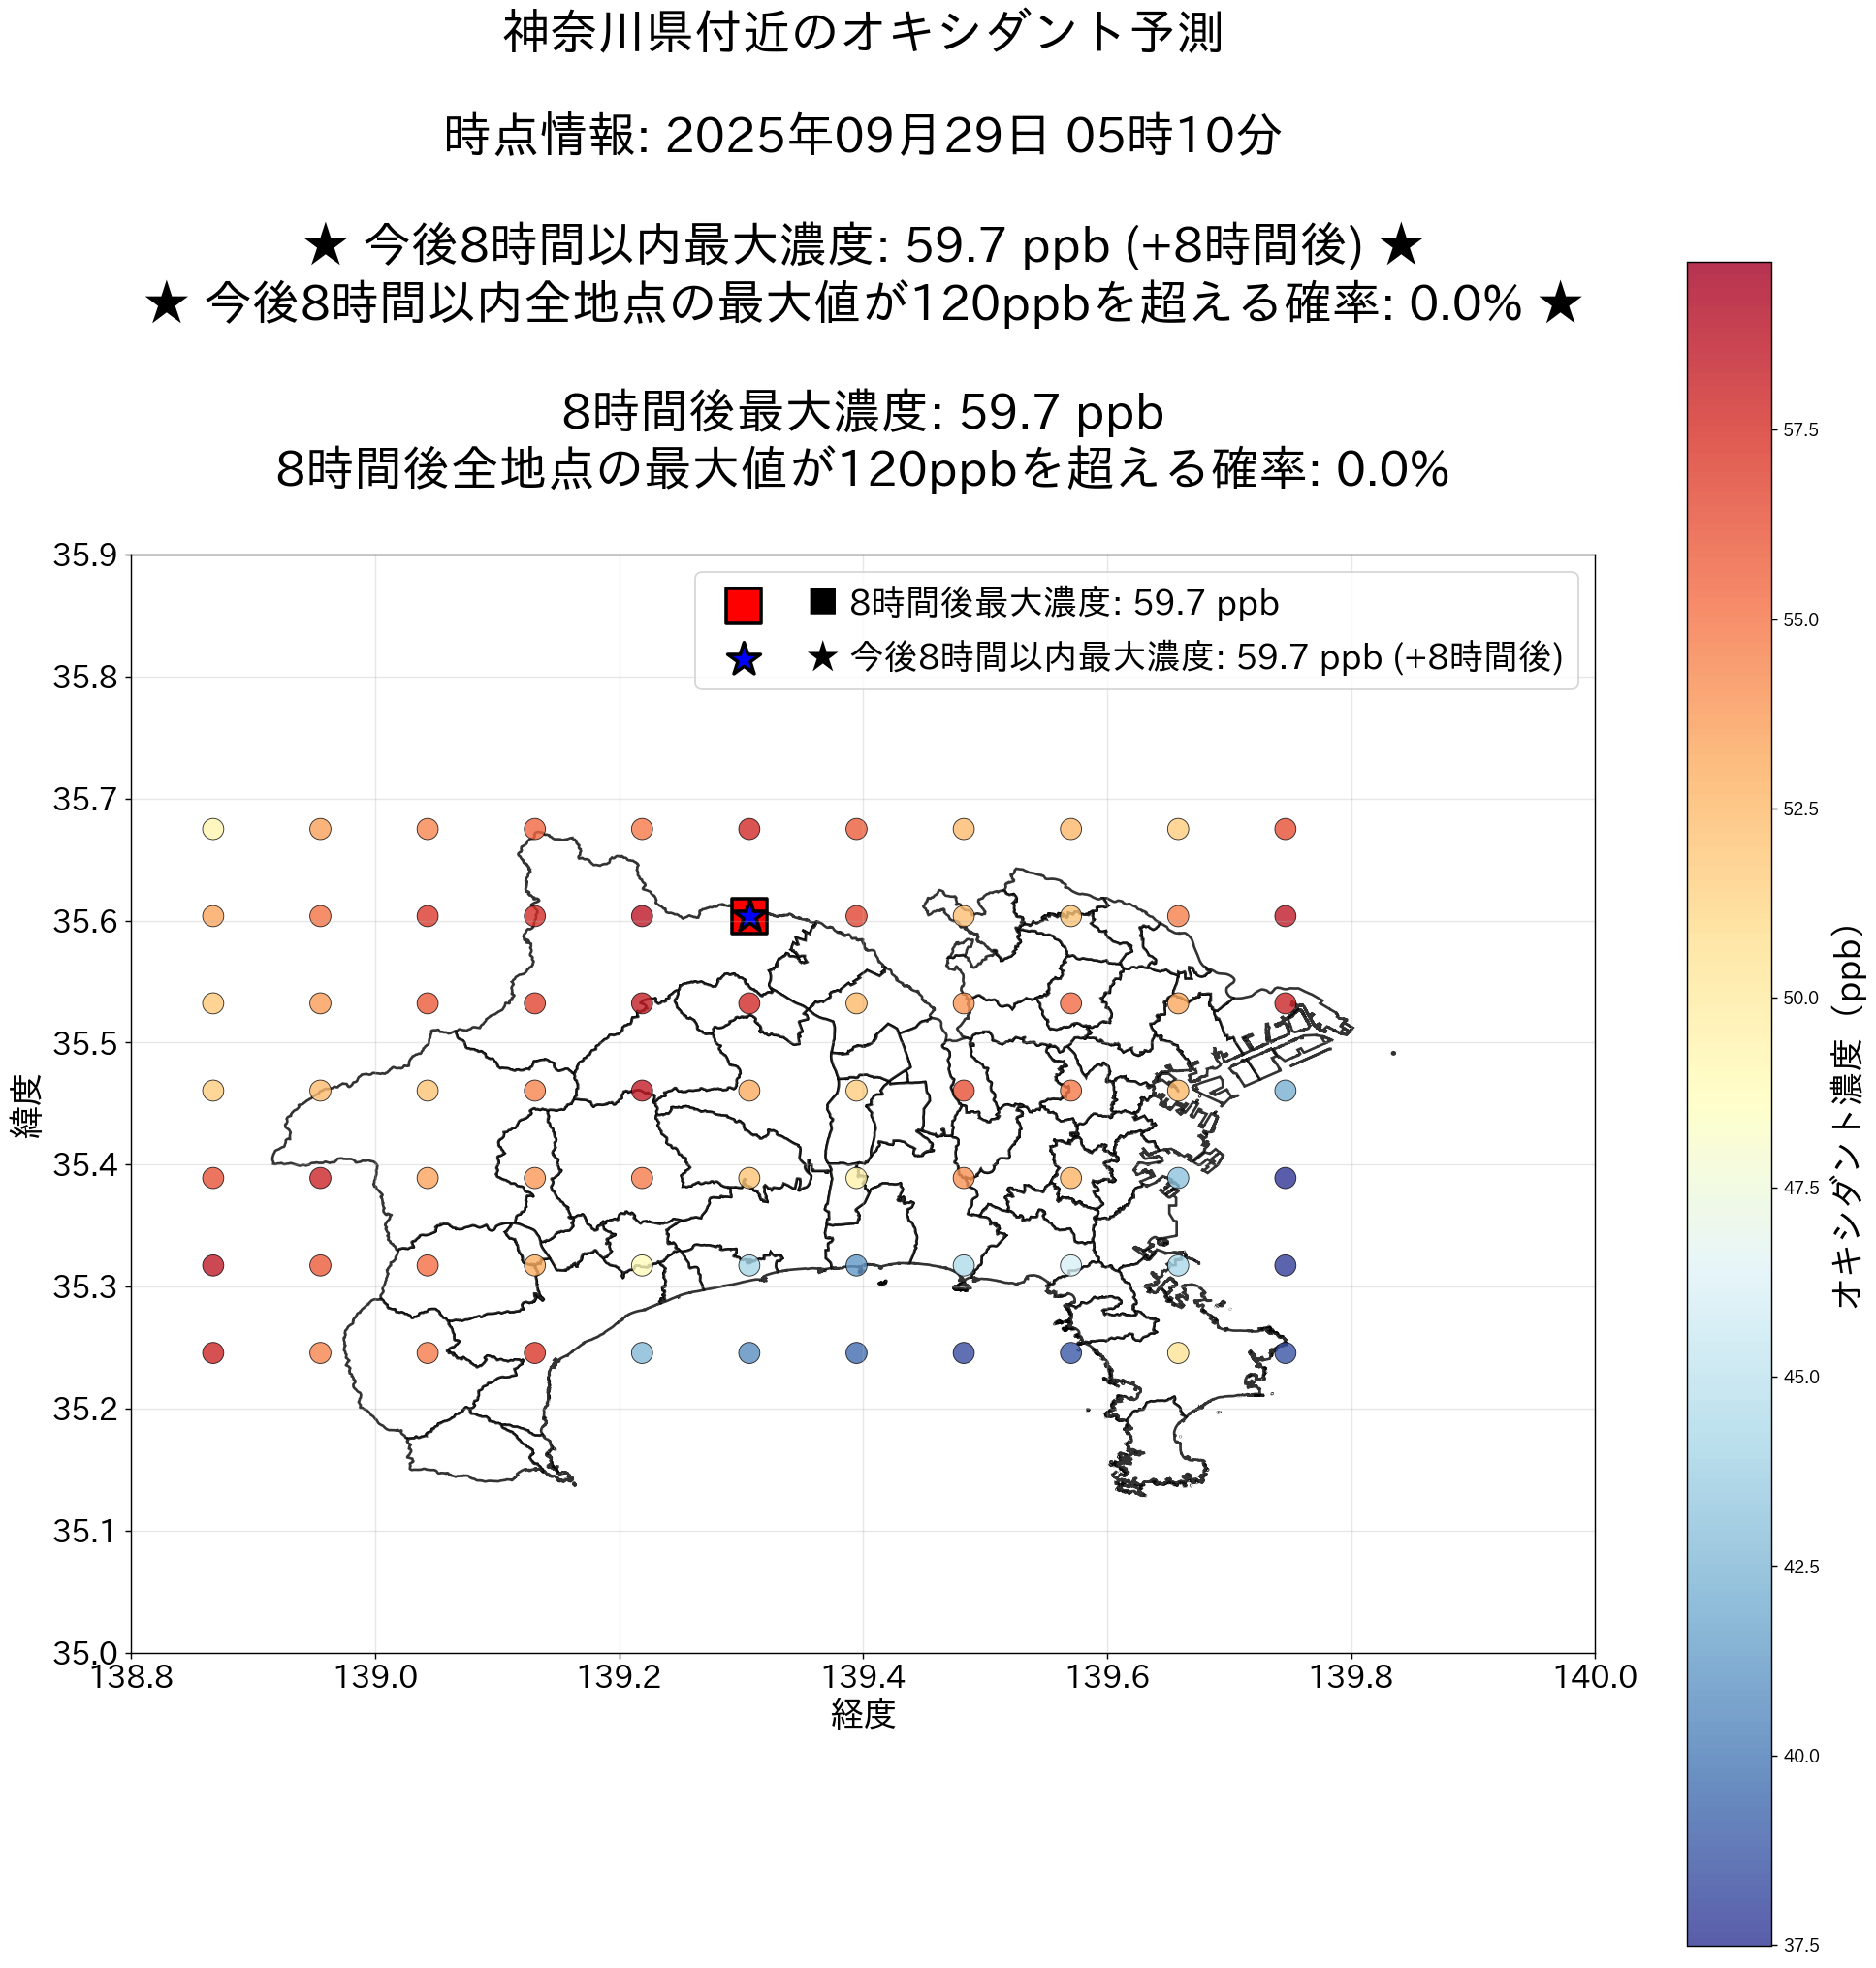 神奈川県付近のオキシダント予測
時点情報: 2025年09月29日 05時10分
★ 今後8時間以内最大濃度: 59.7 ppb (+8時間後) ★
★ 今後8時間以内全地点の最大値が120ppbを超える確率: 0.0% ★
8時間後最大濃度: 59.7 ppb
8時間後全地点の最大値が120ppbを超える確率: 0.0%
■ 8時間後最大濃度: 59.7 ppb
★ 今後8時間以内最大濃度: 59.7 ppb (+8時間後)
35.9
35.8
35.7
35.6
35.5
35.4
35.3
35.2
35.1
35.0
緯度
138.8 139.0 139.2 139.4 139.6 139.8 140.0
経度
57.5
55.0
52.5
50.0
47.5
45.0
42.5
40.0
37.5
オキシダント濃度 (ppb)